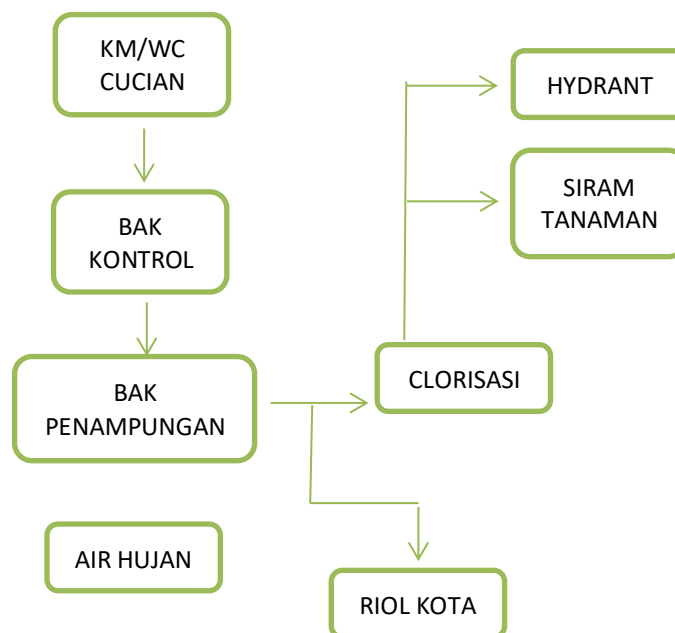 KM/WC
CUCIAN
HYDRANT
SIRAM
TANAMAN
BAK
KONTROL
CLORISASI
BAK
PENAMPUNGAN
AIR HUJAN
RIOL KOTA